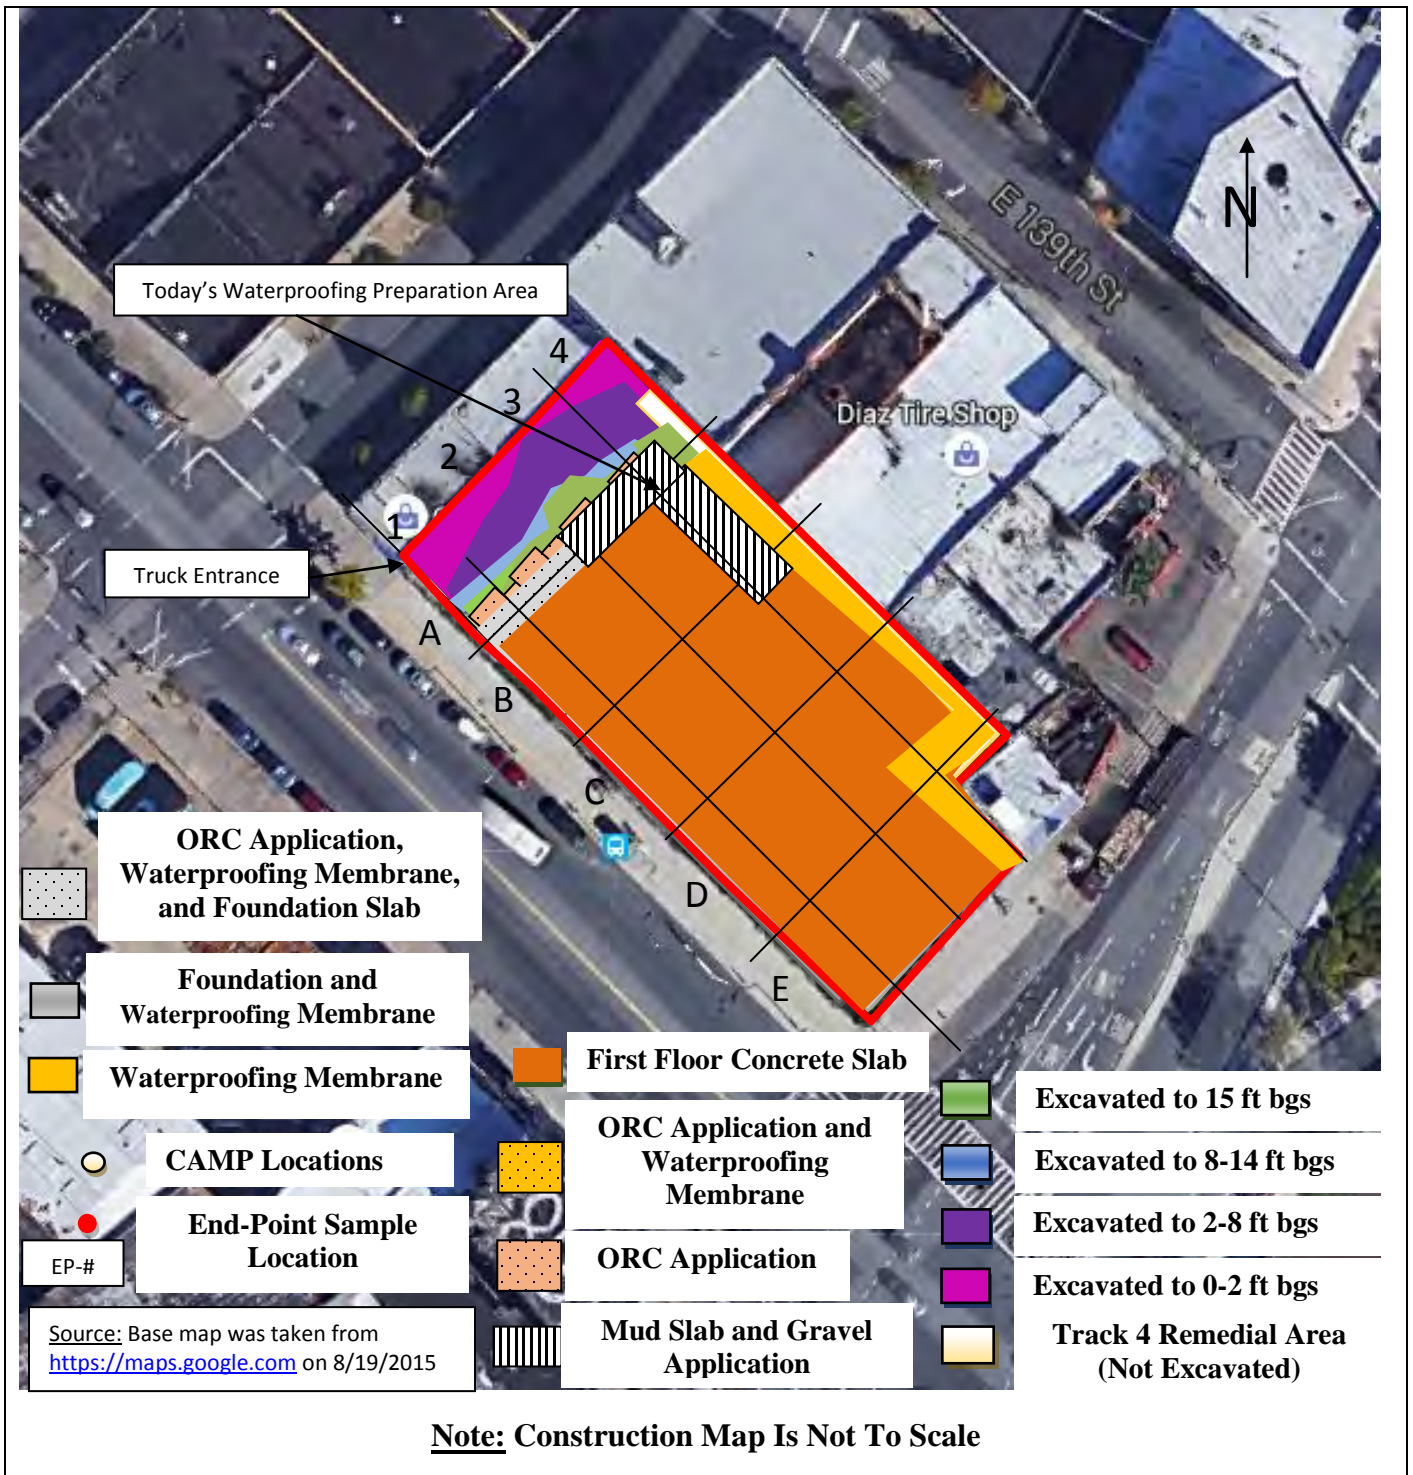 E 139th St
N
Today's Waterproofing Preparation Area
4
3
Diaz Tire Shop
2
1
Truck Entrance
A
B
C
D
E
ORC Application,
Waterproofing Membrane,
and Foundation Slab
Foundation and
Waterproofing Membrane
Waterproofing Membrane
CAMP Locations
End-Point Sample
Location
EP-#
Source: Base map was taken from
https://maps.google.com on 8/19/2015
First Floor Concrete Slab
ORC Application and
Waterproofing
Membrane
ORC Application
Mud Slab and Gravel
Application
Excavated to 15 ft bgs
Excavated to 8-14 ft bgs
Excavated to 2-8 ft bgs
Excavated to 0-2 ft bgs
Track 4 Remedial Area
(Not Excavated)
Note: Construction Map Is Not To Scale